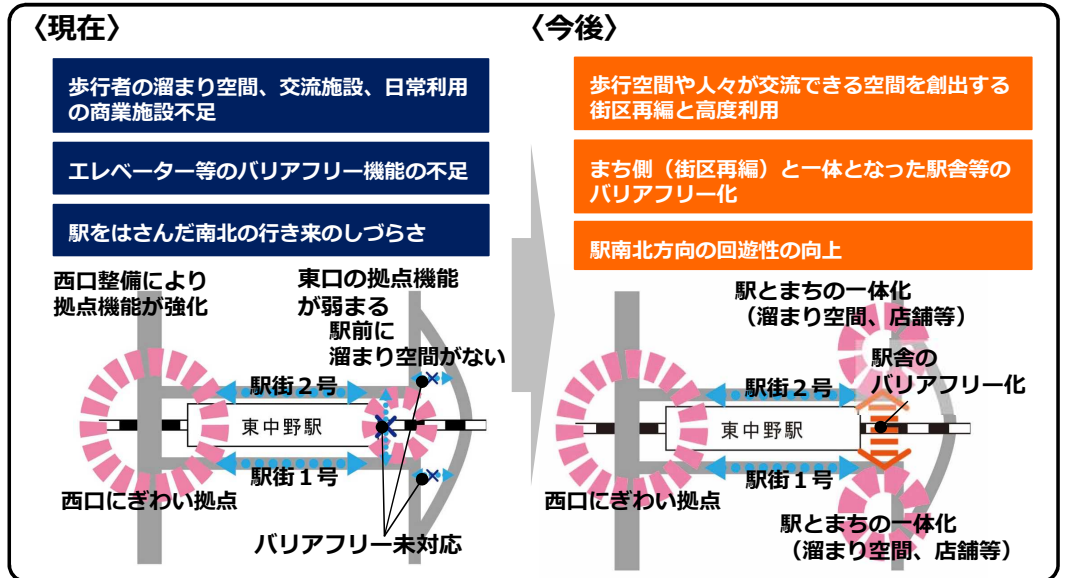 〈現在〉
歩行者の溜まり空間、交流施設、日常利用
の商業施設不足
エレベーター等のバリアフリー機能の不足
駅をはさんだ南北の行き来のしづらさ
西口整備により
拠点機能が強化
東口の拠点機能
が弱まる
駅前に
溜まり空間がない
駅街２号
東中野駅
駅街１号
西口にぎわい拠点
バリアフリー未対応
〈今後〉
歩行空間や人々が交流できる空間を創出する
街区再編と高度利用
まち側（街区再編）と一体となった駅舎等の
バリアフリー化
駅南北方向の回遊性の向上
駅とまちの一体化
（溜まり空間、店舗等）
駅舎の
バリアフリー化
駅街２号
東中野駅
駅街１号
西口にぎわい拠点
駅とまちの一体化
（溜まり空間、店舗等）